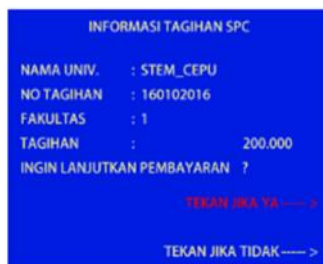 INFORMASI TAGIHAN SPC
NAMA UNIV. : STEM_CEPU
NO TAGIHAN : 160102016
FAKULTAS : 1
TAGIHAN : 200.000
INGIN LANJUTKAN PEMBAYARAN ?
TEKAN JIKA YA ----- >
TEKAN JIKA TIDAK ----- >